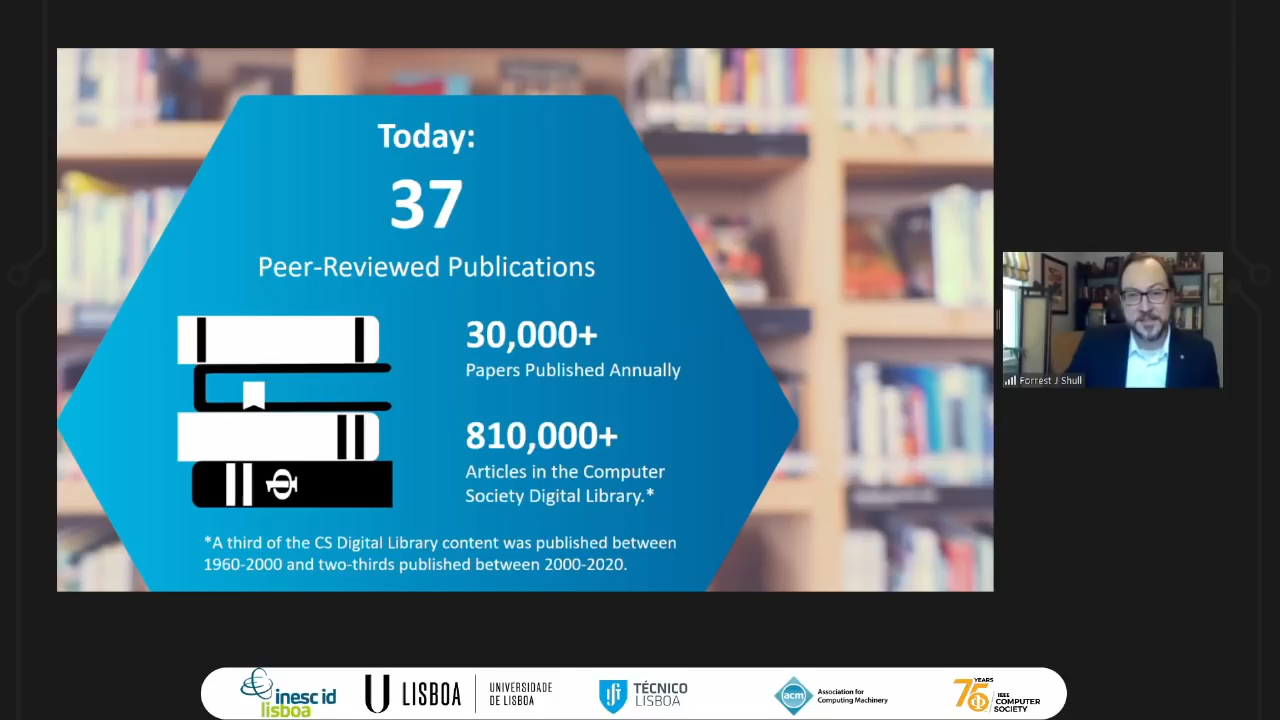 Today:
37
Peer-Reviewed Publications
30,000+
Papers Published Annually
810,000+
Articles in the Computer
Society Digital Library.*
*A third of the CS Digital Library content was published between
1960-2000 and two-thirds published between 2000-2020.
Forrest J Shull
inesc id
lisboa
LISBOA
UNIVERSIDADE
DE LISBOA
TÉCNICO
LISBOA
acm
Association for
Computing Machinery
75
YEARS
IEEE
COMPUTER
SOCIETY